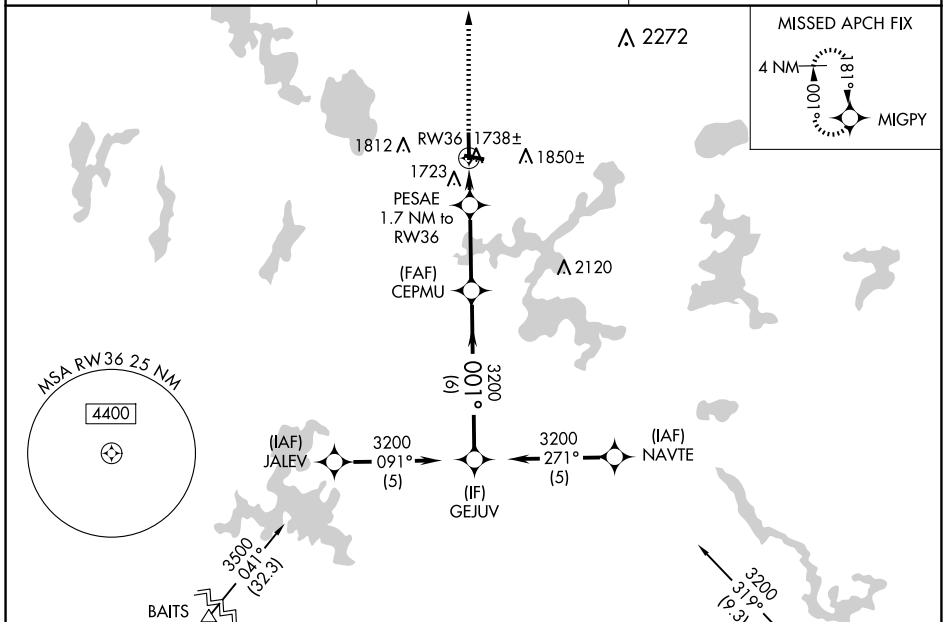 MISSED APCH FIX
4 NM
181°
001°
MIGPY
2272
1812
RW36
1738±
1850±
1723
PESAE
1.7 NM to
RW36
2120
(FAF)
CEPMU
3200
001°
(6)
MSA RW36 25 NM
4400
(IAF)
JALEV
3200
091°
(5)
(IF)
GEJUV
3200
271°
(5)
(IAF)
NAVTE
3500
041°
(32.3)
BAITS
3200
319°
(9.3)